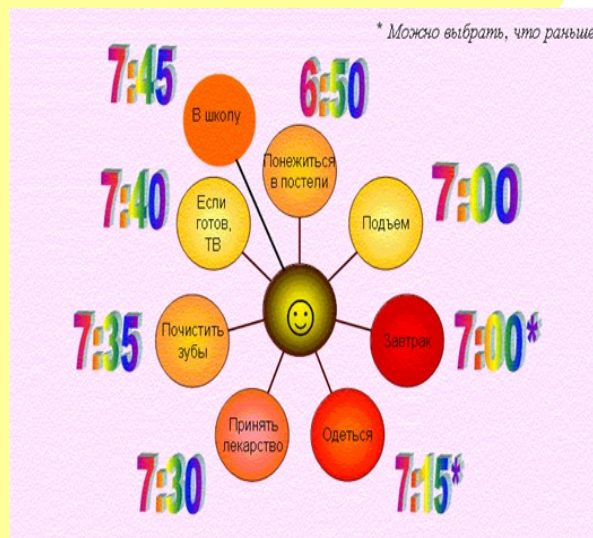 * Можно выбрать, что раньше
6:50
Понежиться
в постели
7:00
Подъем
7:00*
Завтрак
7:15*
Одеться
7:30
Принять
лекарство
7:35
Почистить
зубы
7:40
Если
готов,
ТВ
7:45
В школу